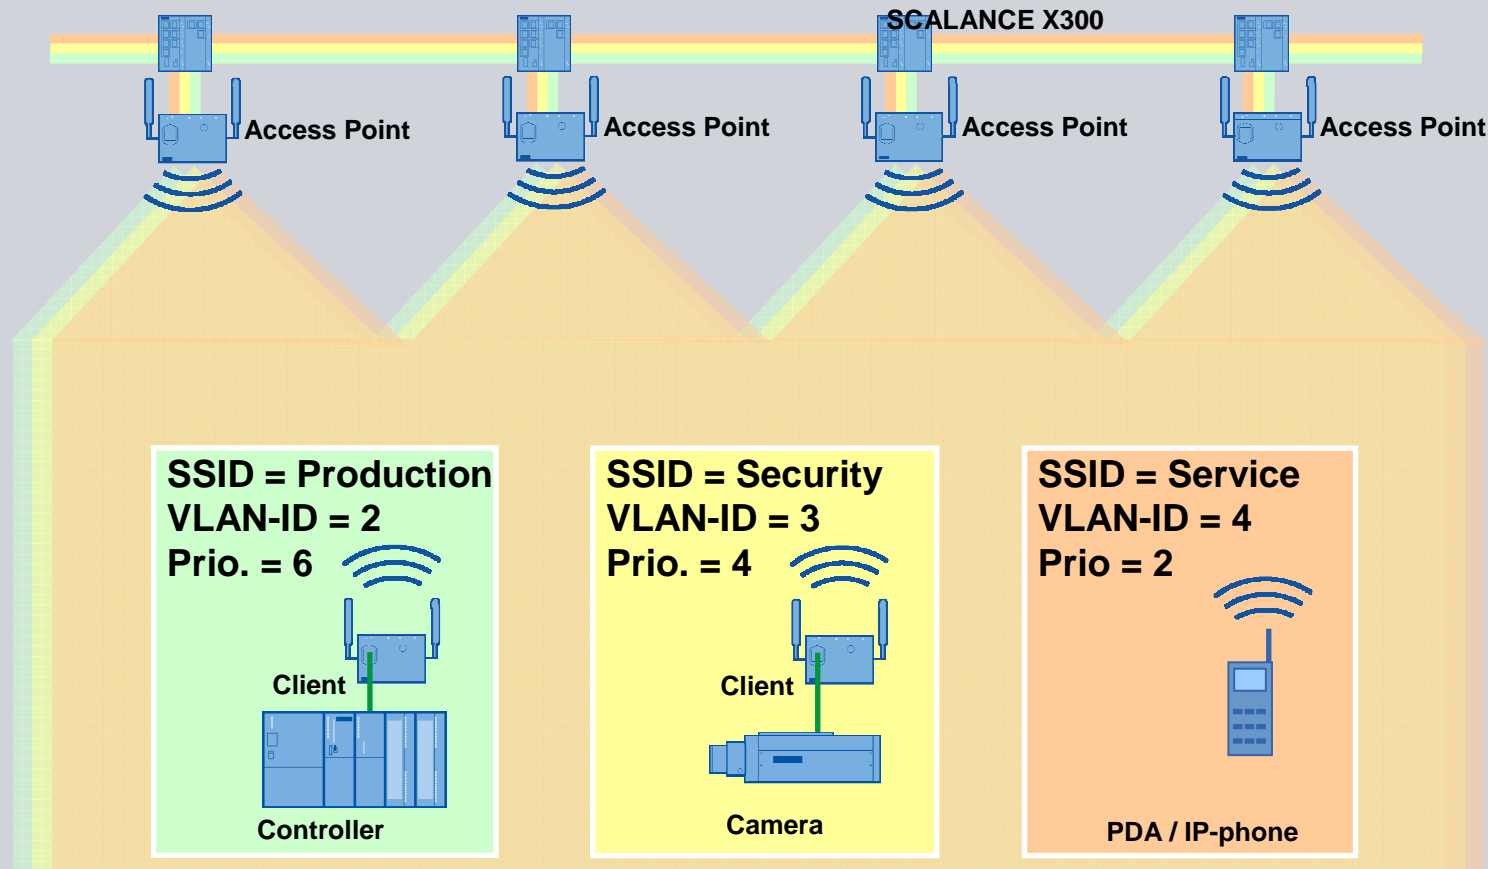 SCALANCE X300
Access Point
Access Point
Access Point
Access Point
SSID = Production
VLAN-ID = 2
Prio. = 6
Client
Controller
SSID = Security
VLAN-ID = 3
Prio. = 4
Client
Camera
SSID = Service
VLAN-ID = 4
Prio = 2
PDA / IP-phone